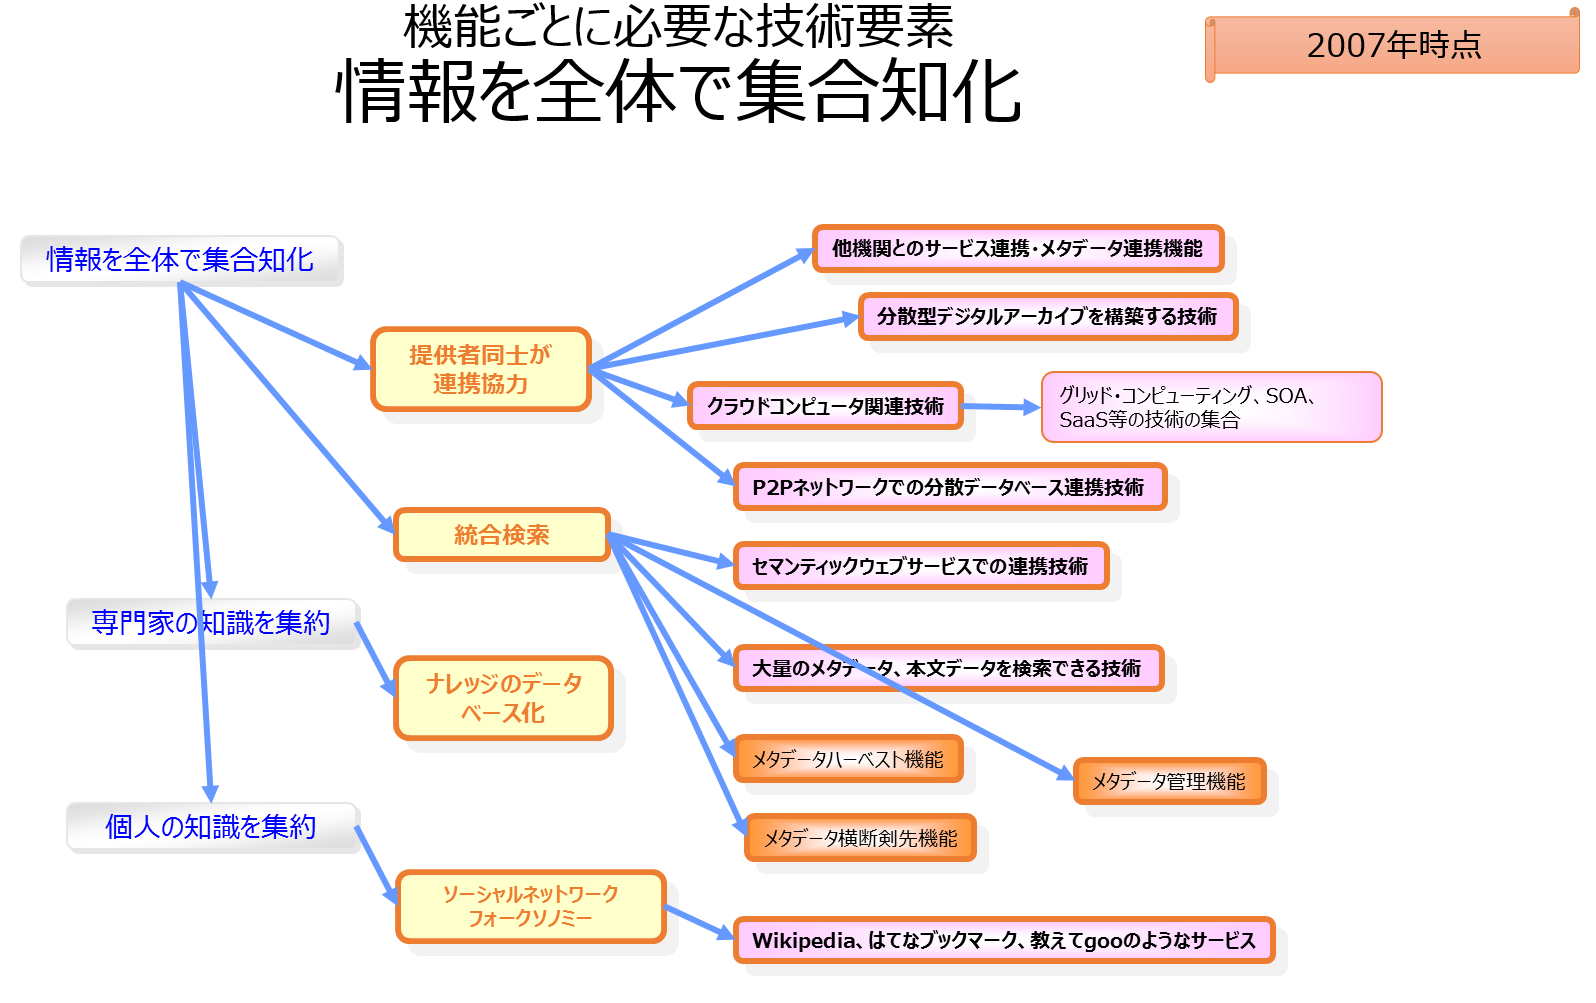 機能ごとに必要な技術要素
情報を全体で集合知化
2007年時点
情報を全体で集合知化
他機関とのサービス連携・メタデータ連携機能
分散型デジタルアーカイブを構築する技術
提供者同士が
連携協力
クラウドコンピュータ関連技術
グリッド・コンピューティング、SOA、
SaaS等の技術の集合
P2Pネットワークでの分散データベース連携技術
統合検索
セマンティックウェブサービスでの連携技術
専門家の知識を集約
大量のメタデータ、本文データを検索できる技術
ナレッジのデータ
ベース化
メタデータハーベスト機能
メタデータ管理機能
個人の知識を集約
メタデータ横断剣先機能
ソーシャルネットワーク
フォークソノミー
Wikipedia、はてなブックマーク、教えてgooのようなサービス